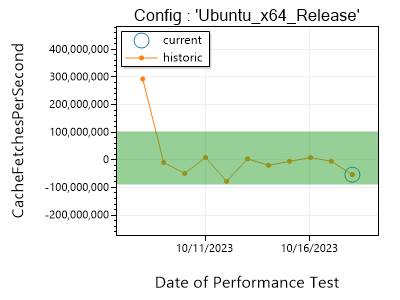 Config : 'Ubuntu_x64_Release'
current
historic
CacheFetchesPerSecond
400,000,000
300,000,000
200,000,000
100,000,000
0
-100,000,000
-200,000,000
10/11/2023
10/16/2023
Date of Performance Test